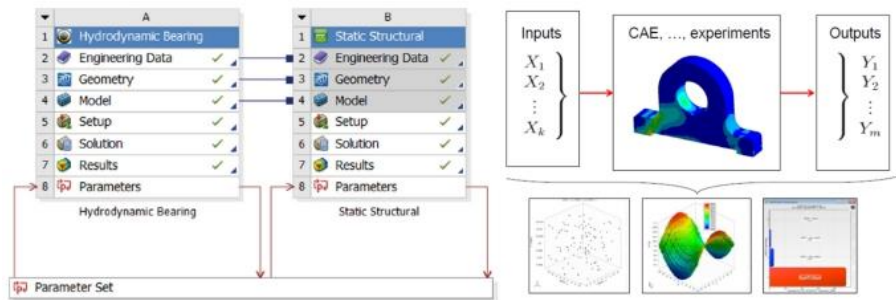 A
1 Hydrodynamic Bearing
2 Engineering Data
3 Geometry
4 Model
5 Setup
6 Solution
7 Results
8 Parameters
Hydrodynamic Bearing
B
1 Static Structural
2 Engineering Data
3 Geometry
4 Model
5 Setup
6 Solution
7 Results
8 Parameters
Static Structural
Parameter Set
Inputs
X1
X2
⋮
Xk
CAE, ..., experiments
Outputs
Y1
Y2
⋮
Ym